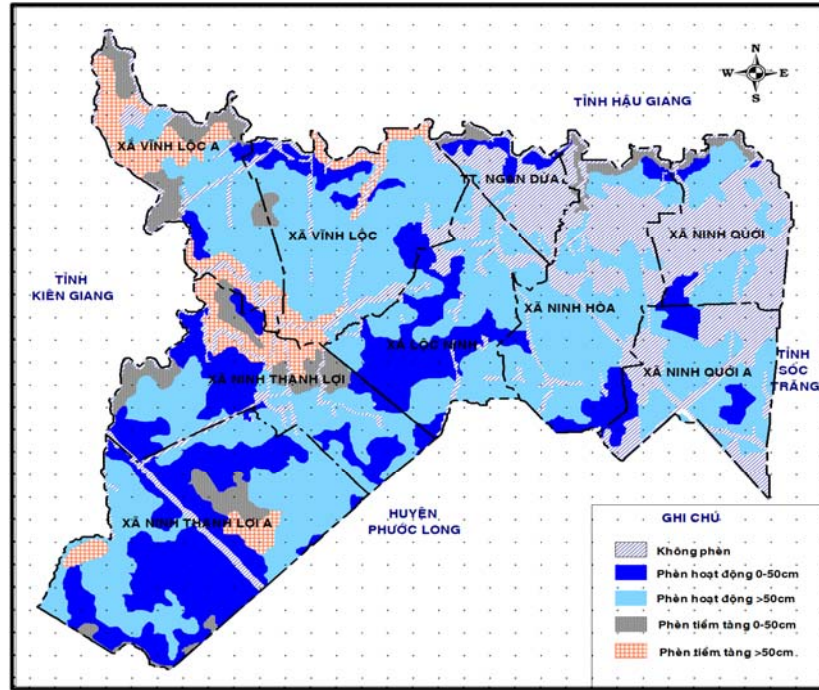 N
W E
S
TỈNH HẬU GIANG
XÃ VĨNH LỘC A
TT. NGAN DỪA
XÃ VĨNH LỘC
XÃ NINH QUỚI
TỈNH
KIÊN GIANG
XÃ NINH HÒA
XÃ LỘC NINH
TỈNH
SÓC
TRĂNG
XÃ NINH QUỚI A
XÃ NINH THẠNH LỢI
HUYỆN
PHƯỚC LONG
XÃ NINH THẠNH LỢI A
GHI CHÚ
Không phèn
Phèn hoạt động 0-50cm
Phèn hoạt động >50cm
Phèn tiềm tàng 0-50cm
Phèn tiềm tàng >50cm.